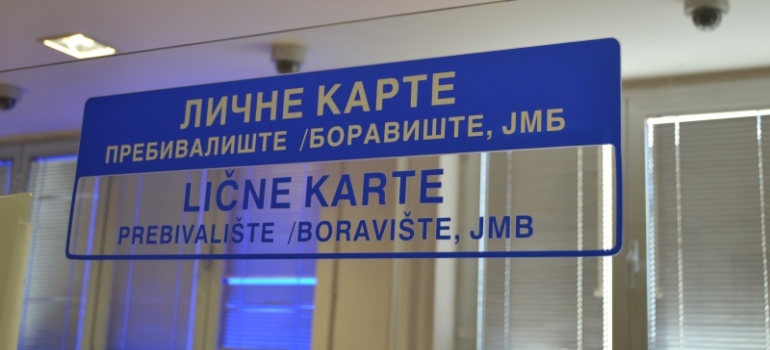 ЛИЧНЕ КАРТЕ
ПРЕБИВАЛИШТЕ /БОРАВИШТЕ, ЈМБ
LIČNE KARTE
PREBIVALIŠTE /BORAVIŠTE, JMB